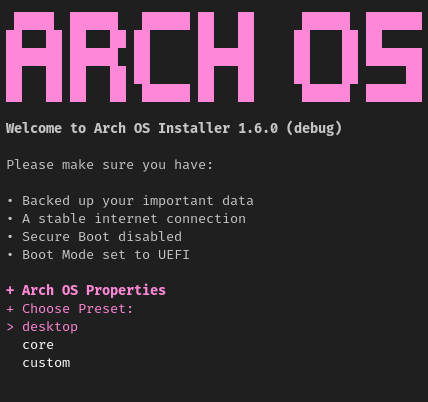 ARCH OS
Welcome to Arch OS Installer 1.6.0 (debug)
Please make sure you have:
• Backed up your important data
• A stable internet connection
• Secure Boot disabled
• Boot Mode set to UEFI
+ Arch OS Properties
+ Choose Preset:
> desktop
core
custom